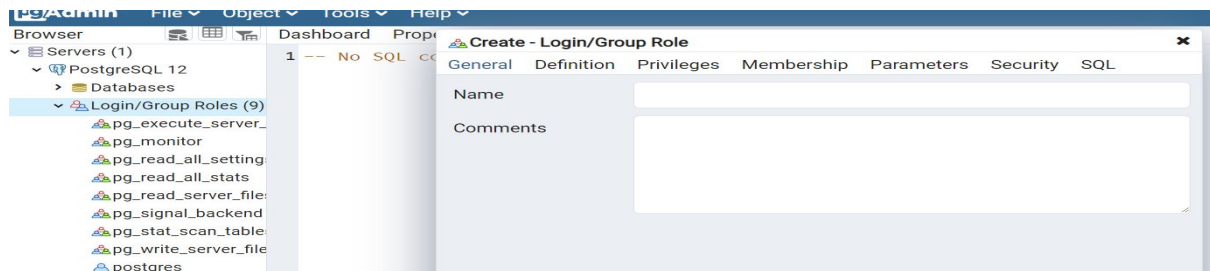 pgAdmin File Object Tools Help
Browser
Dashboard Prope
Servers (1)
PostgreSQL 12
Databases
Login/Group Roles (9)
pg_execute_server_
pg_monitor
pg_read_all_setting
pg_read_all_stats
pg_read_server_file
pg_signal_backend
pg_stat_scan_table
pg_write_server_file
postgres
1 -- No SQL co
Create - Login/Group Role
General Definition Privileges Membership Parameters Security SQL
Name
Comments